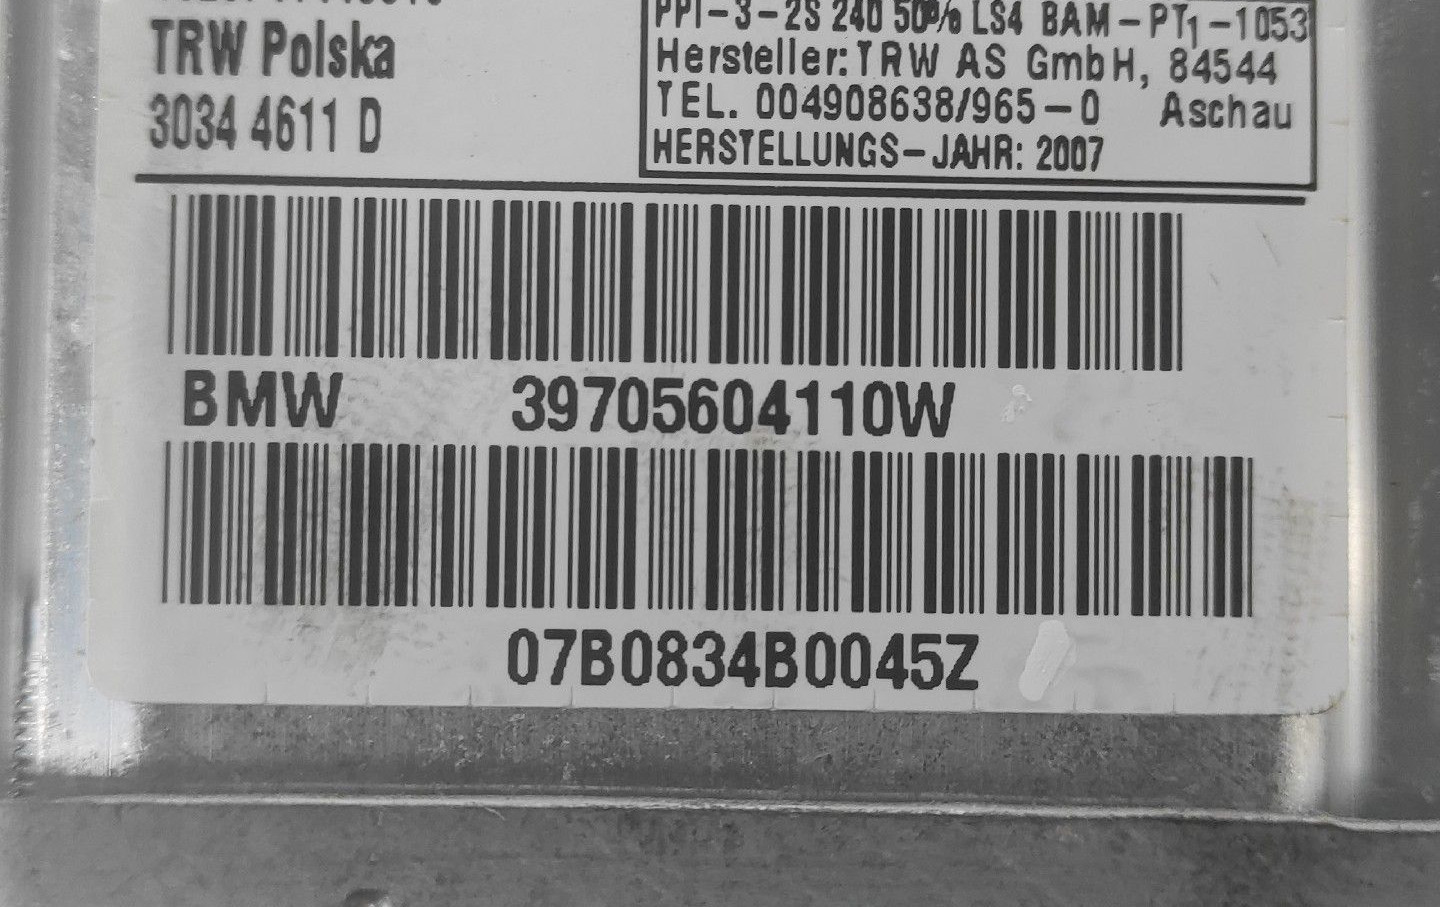 TRW Polska
3034 4611 D
PPI-3-2S 240 50% LS4 BAM-PT1-1053
Hersteller: TRW AS GmbH, 84544
TEL. 004908638/965-0 Aschau
HERSTELLUNGS-JAHR: 2007
BMW 39705604110W
07B0834B0045Z